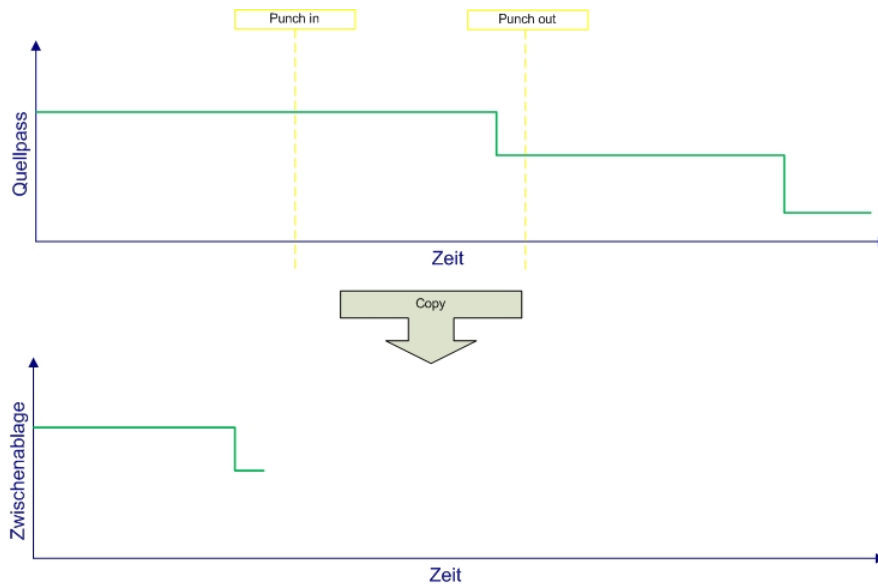 Punch in
Punch out
Quellpass
Zeit
Copy
Zwischenablage
Zeit